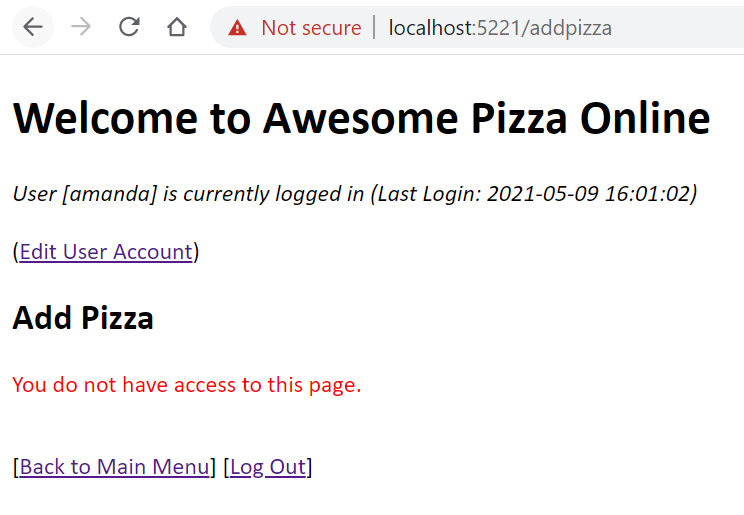 Not secure | localhost:5221/addpizza
Welcome to Awesome Pizza Online
User [amanda] is currently logged in (Last Login: 2021-05-09 16:01:02)
(Edit User Account)
Add Pizza
You do not have access to this page.
[Back to Main Menu] [Log Out]